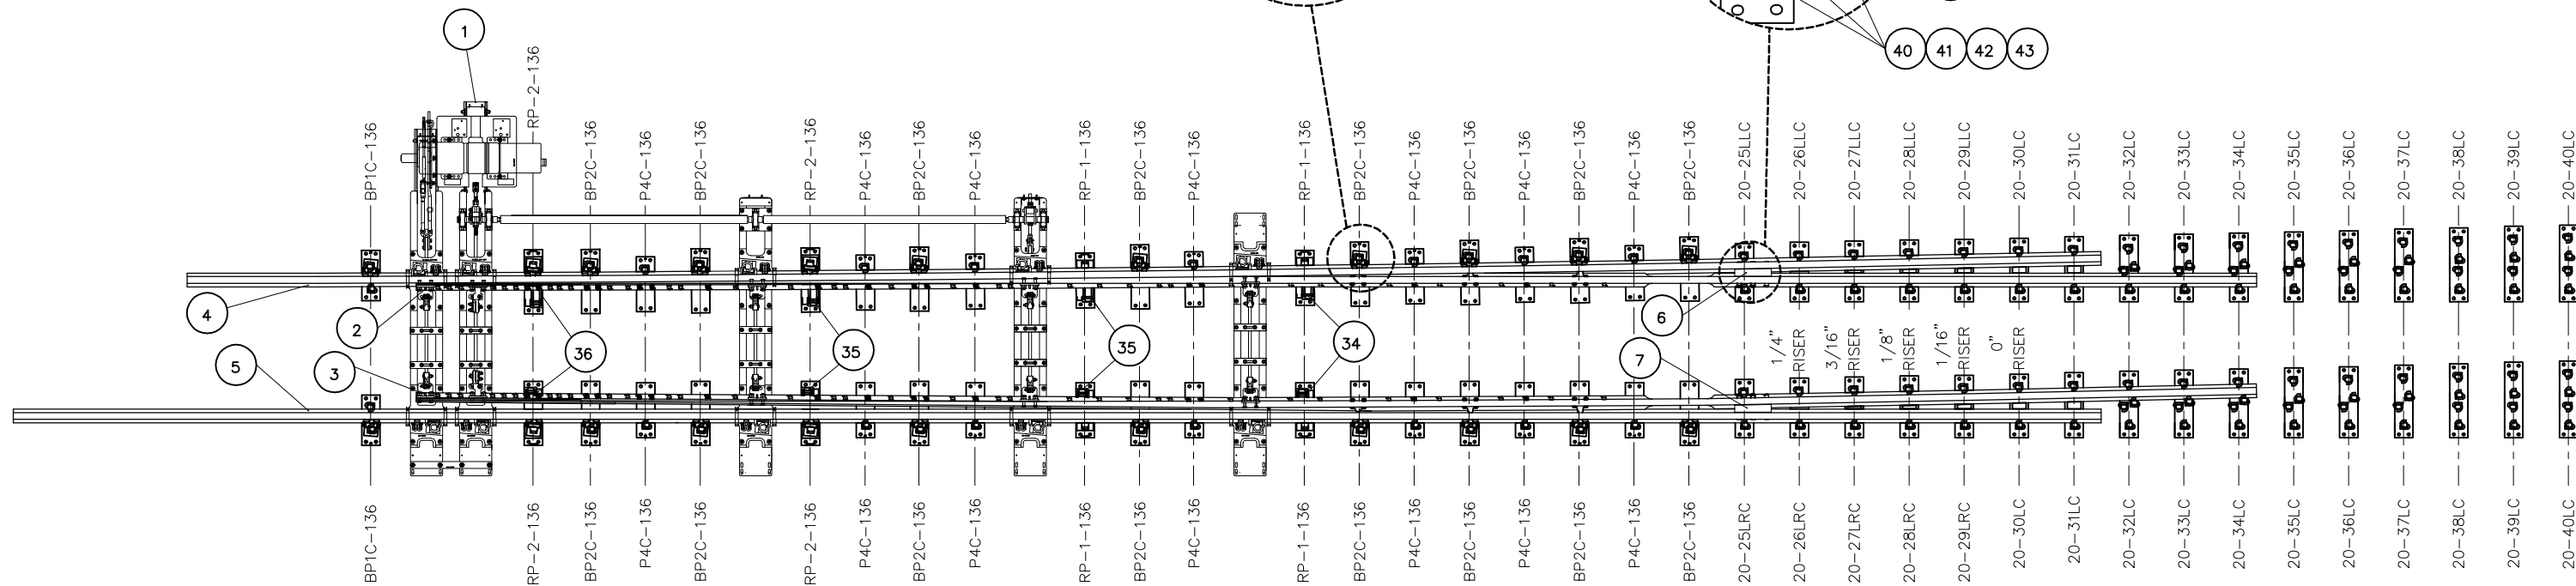 1
40 41 42 43
BP1C-136
RP-2-136
BP2C-136
P4C-136
BP2C-136
RP-2-136
P4C-136
BP2C-136
P4C-136
RP-1-136
BP2C-136
P4C-136
RP-1-136
BP2C-136
P4C-136
BP2C-136
P4C-136
BP2C-136
P4C-136
BP2C-136
20-25LLC
20-26LLC
20-27LLC
20-28LLC
20-29LLC
20-30LC
20-31LC
20-32LC
20-33LC
20-34LC
20-35LC
20-36LC
20-37LC
20-38LC
20-39LC
20-40LC
4
2
36
35
35
34
6
5
3
7
1/4"
RISER
3/16"
RISER
1/8"
RISER
1/16"
RISER
0"
RISER
BP1C-136
RP-2-136
BP2C-136
P4C-136
BP2C-136
RP-2-136
P4C-136
BP2C-136
P4C-136
RP-1-136
BP2C-136
P4C-136
RP-1-136
BP2C-136
P4C-136
BP2C-136
P4C-136
BP2C-136
P4C-136
BP2C-136
20-25LRC
20-26LRC
20-27LRC
20-28LRC
20-29LRC
20-30LC
20-31LC
20-32LC
20-33LC
20-34LC
20-35LC
20-36LC
20-37LC
20-38LC
20-39LC
20-40LC